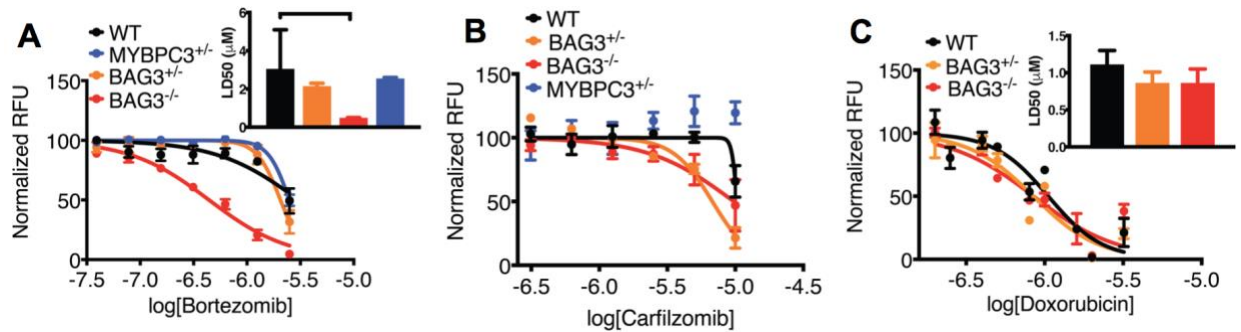 A
WT
MYBPC3+/-
BAG3+/-
BAG3-/-
LD50 (μM)
6
4
2
0
Normalized RFU
150
100
50
0
-7.5
-7.0
-6.5
-6.0
-5.5
-5.0
log[Bortezomib]
B
WT
BAG3+/-
BAG3-/-
MYBPC3+/-
Normalized RFU
150
100
50
0
-6.5
-6.0
-5.5
-5.0
-4.5
log[Carfilzomib]
C
WT
BAG3+/-
BAG3-/-
LD50 (μM)
1.5
1.0
0.5
0.0
Normalized RFU
150
100
50
0
-6.5
-6.0
-5.5
-5.0
log[Doxorubicin]